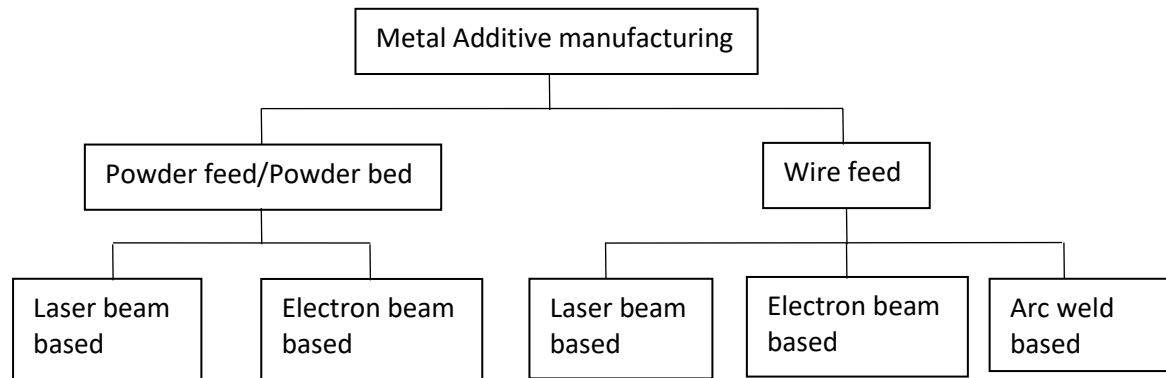 Metal Additive manufacturing
Powder feed/Powder bed
Wire feed
Laser beam
based
Electron beam
based
Laser beam
based
Electron beam
based
Arc weld
based